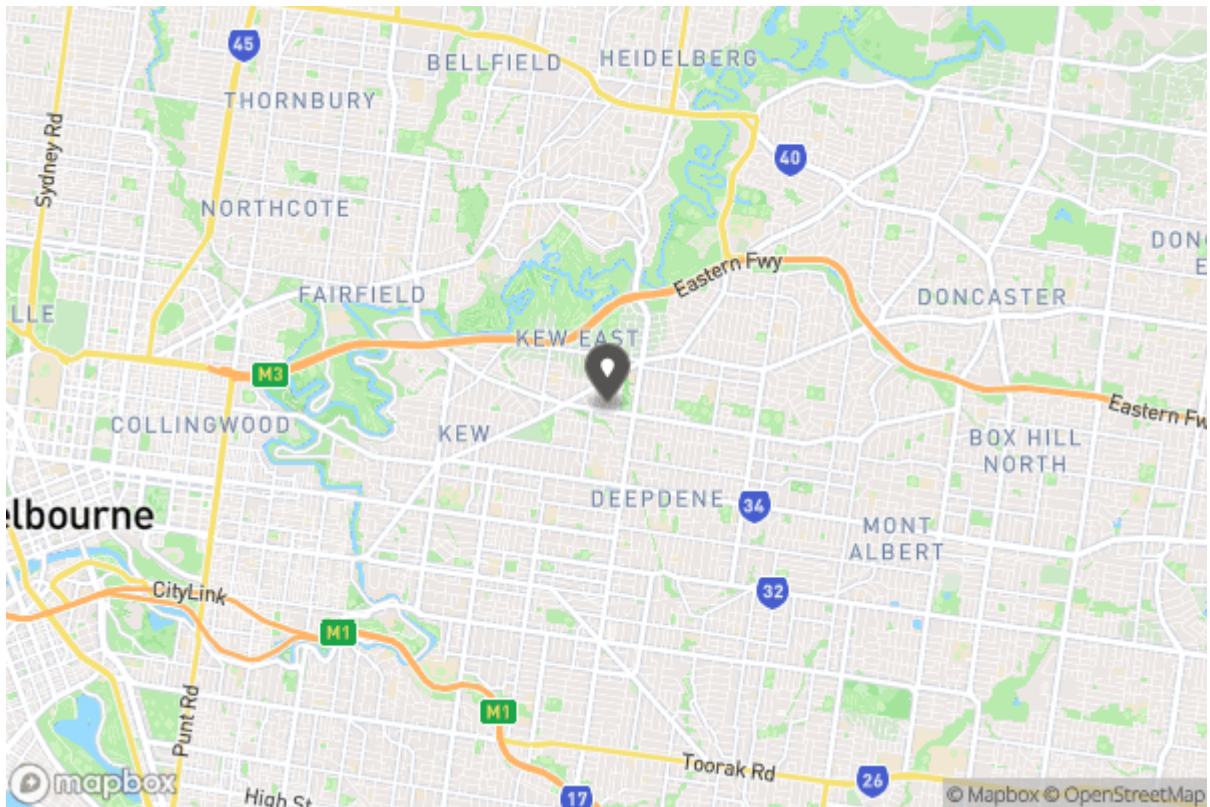 45
HEIDELBERG
BELLFIELD
THORNBURY
Sydney Rd
40
NORTHCOTE
Eastern Fwy
FAIRFIELD
DONCASTER
LLE
KEW EAST
M3
Eastern Fw
COLLINGWOOD
KEW
BOX HILL
NORTH
DEEPDENE
34
elbourne
MONT
ALBERT
CityLink
32
M1
Punt Rd
M1
Toorak Rd
mapbox
High St
17
26
© Mapbox © OpenStreetMap